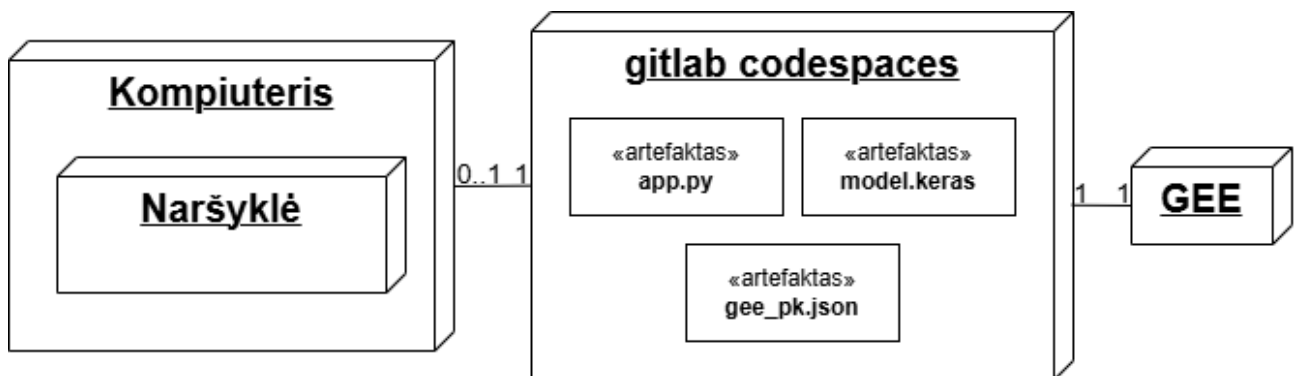 Kompiuteris
Naršyklė
0..1 1
gitlab codespaces
«artefaktas»
app.py
«artefaktas»
model.keras
«artefaktas»
gee_pk.json
1 1
GEE